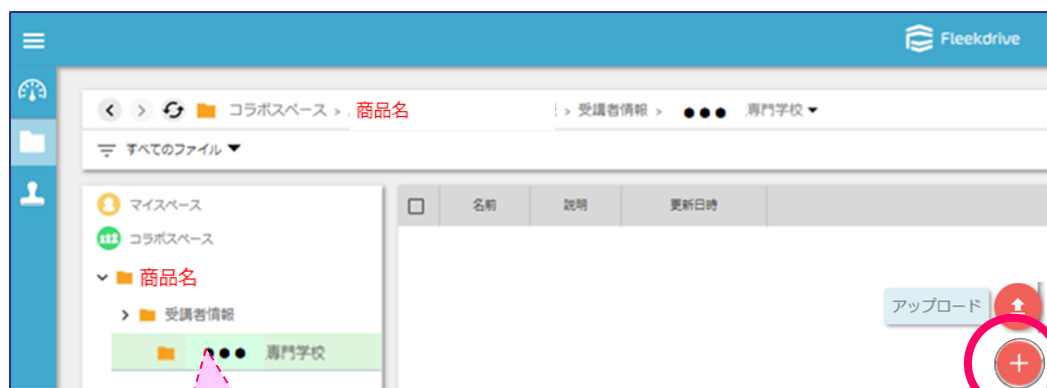 Fleekdrive
コラボスペース › 商品名 › 受講者情報 › ●●● 専門学校 ▼
すべてのファイル ▼
マイスペース
コラボスペース
商品名
受講者情報
●●● 専門学校
名前 説明 更新日時
アップロード